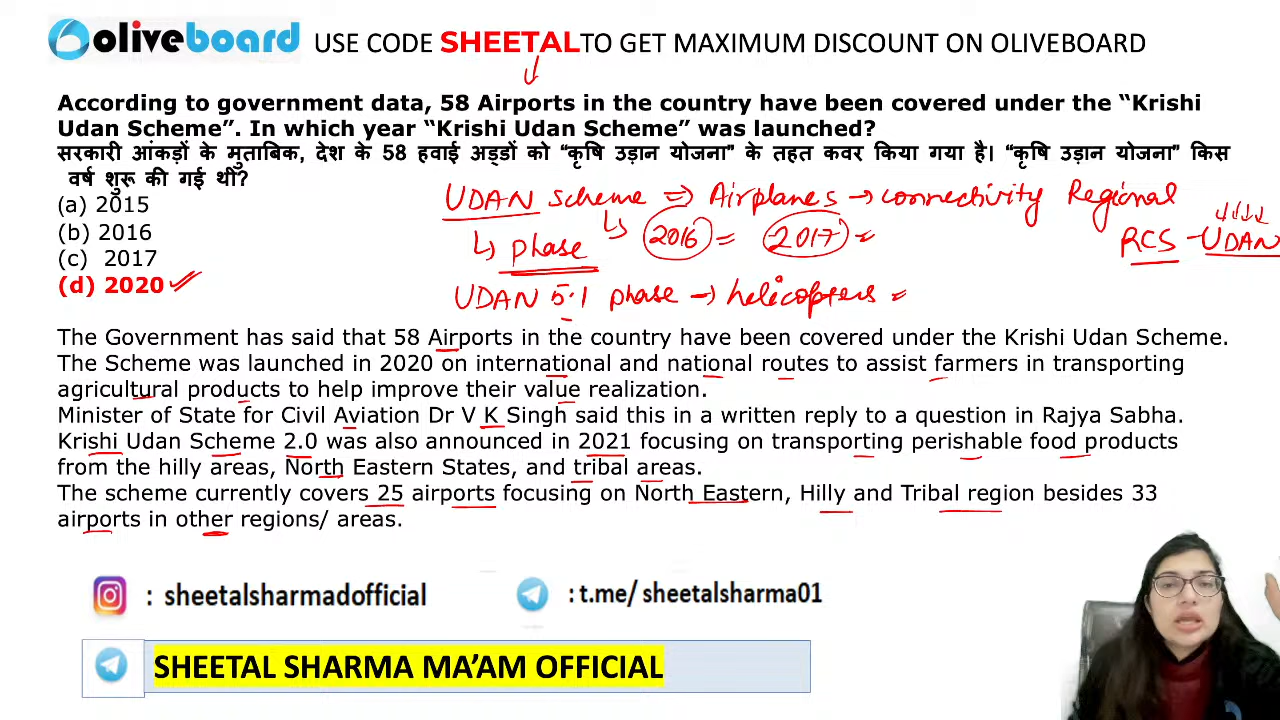 oliveboard USE CODE SHEETAL TO GET MAXIMUM DISCOUNT ON OLIVEBOARD
According to government data, 58 Airports in the country have been covered under the “Krishi
Udan Scheme”. In which year “Krishi Udan Scheme” was launched?
सरकारी आंकड़ों के मुताबिक, देश के 58 हवाई अड्डों को “कृषि उड़ान योजना” के तहत कवर किया गया है। “कृषि उड़ान योजना” किस
वर्ष शुरू की गई थी?
(a) 2015
(b) 2016
(c) 2017
(d) 2020
UDAN scheme ⇒ Airplanes → connectivity Regional
↳ phase ↳ 2016 = 2017 =
RCS - UDAN
UDAN 5.1 phase → helicopters
The Government has said that 58 Airports in the country have been covered under the Krishi Udan Scheme.
The Scheme was launched in 2020 on international and national routes to assist farmers in transporting
agricultural products to help improve their value realization.
Minister of State for Civil Aviation Dr V K Singh said this in a written reply to a question in Rajya Sabha.
Krishi Udan Scheme 2.0 was also announced in 2021 focusing on transporting perishable food products
from the hilly areas, North Eastern States, and tribal areas.
The scheme currently covers 25 airports focusing on North Eastern, Hilly and Tribal region besides 33
airports in other regions/ areas.
: sheetalsharmadofficial : t.me/ sheetalsharma01
SHEETAL SHARMA MA’AM OFFICIAL